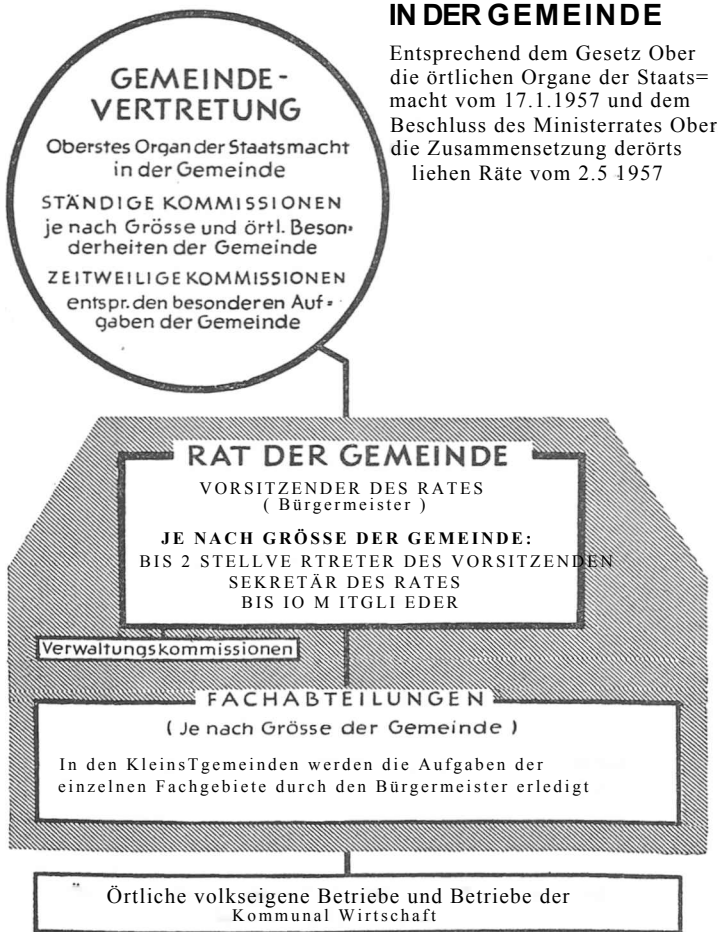 IN DER GEMEINDE
Entsprechend dem Gesetz Ober
die örtlichen Organe der Staats=
macht vom 17.1.1957 und dem
Beschluss des Ministerrates Ober
die Zusammensetzung derörts
liehen Räte vom 2.5 1957
GEMEINDE-
VERTRETUNG
Oberstes Organ der Staatsmacht
in der Gemeinde
STÄNDIGE KOMMISSIONEN
je nach Grösse und örtl. Beson=
derheiten der Gemeinde
ZEITWEILIGE KOMMISSIONEN
entspr. den besonderen Auf=
gaben der Gemeinde
RAT DER GEMEINDE
VORSITZENDER DES RATES
( Bürgermeister )
JE NACH GRÖSSE DER GEMEINDE:
BIS 2 STELLVE RTRETER DES VORSITZENDEN
SEKRETÄR DES RATES
BIS IO M ITGLI EDER
Verwaltungskommissionen
FACHABTEILUNGEN
( Je nach Grösse der Gemeinde )
In den KleinsTgemeinden werden die Aufgaben der
einzelnen Fachgebiete durch den Bürgermeister erledigt
Örtliche volkseigene Betriebe und Betriebe der
Kommunal Wirtschaft